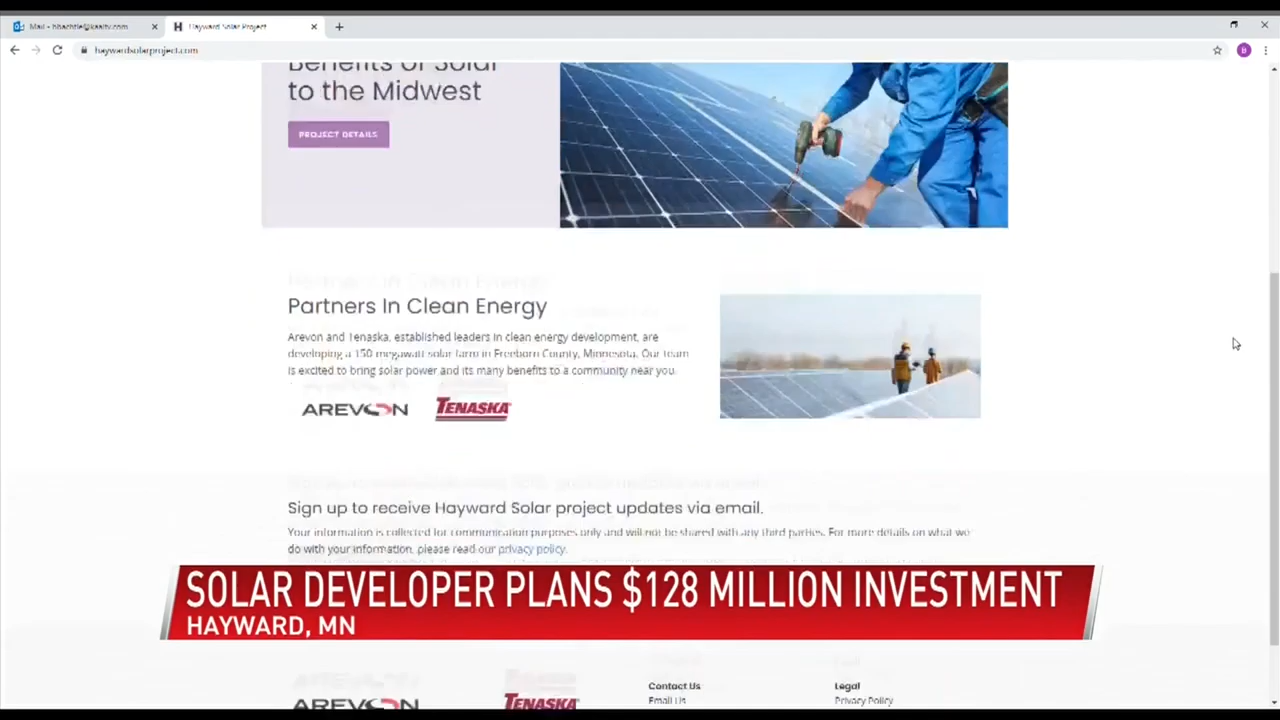 Mail - hbachtle@kaaltv.com
Hayward Solar Project
haywardsolarproject.com
B
Benefits of Solar
to the Midwest
PROJECT DETAILS
Partners In Clean Energy
Arevon and Tenaska, established leaders in clean energy development, are
developing a 150 megawatt solar farm in Freeborn County, Minnesota. Our team
is excited to bring solar power and its many benefits to a community near you.
AREVON TENASKA
Sign up to receive Hayward Solar project updates via email.
Your information is collected for communication purposes only and will not be shared with any third parties. For more details on what we
do with your information, please read our privacy policy.
SOLAR DEVELOPER PLANS $128 MILLION INVESTMENT
HAYWARD, MN
AREVON TENASKA
Contact Us
Email Us
Legal
Privacy Policy